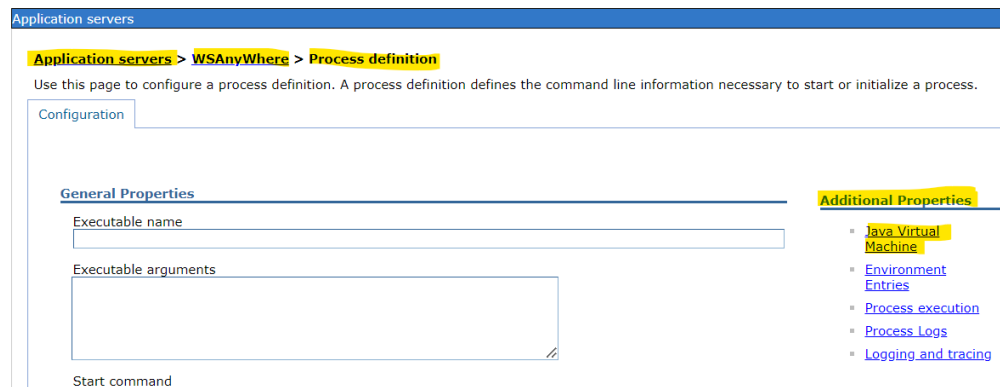 Application servers
Application servers > WSAnyWhere > Process definition
Use this page to configure a process definition. A process definition defines the command line information necessary to start or initialize a process.
Configuration
General Properties
Executable name
Executable arguments
Start command
Additional Properties
Java Virtual
Machine
Environment
Entries
Process execution
Process Logs
Logging and tracing